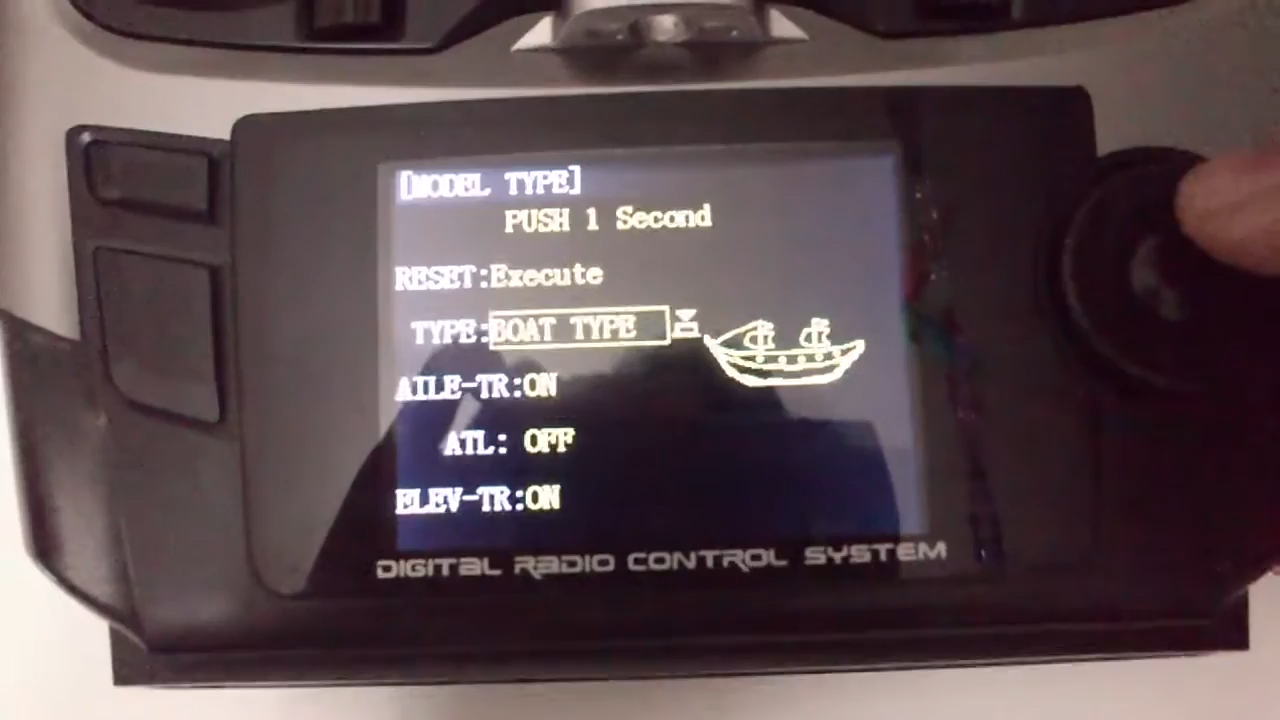 [MODEL TYPE]
PUSH 1 Second
RESET:Execute
TYPE:BOAT TYPE
AILE-TR:ON
ATL: OFF
ELEV-TR:ON
DIGITAL RADIO CONTROL SYSTEM